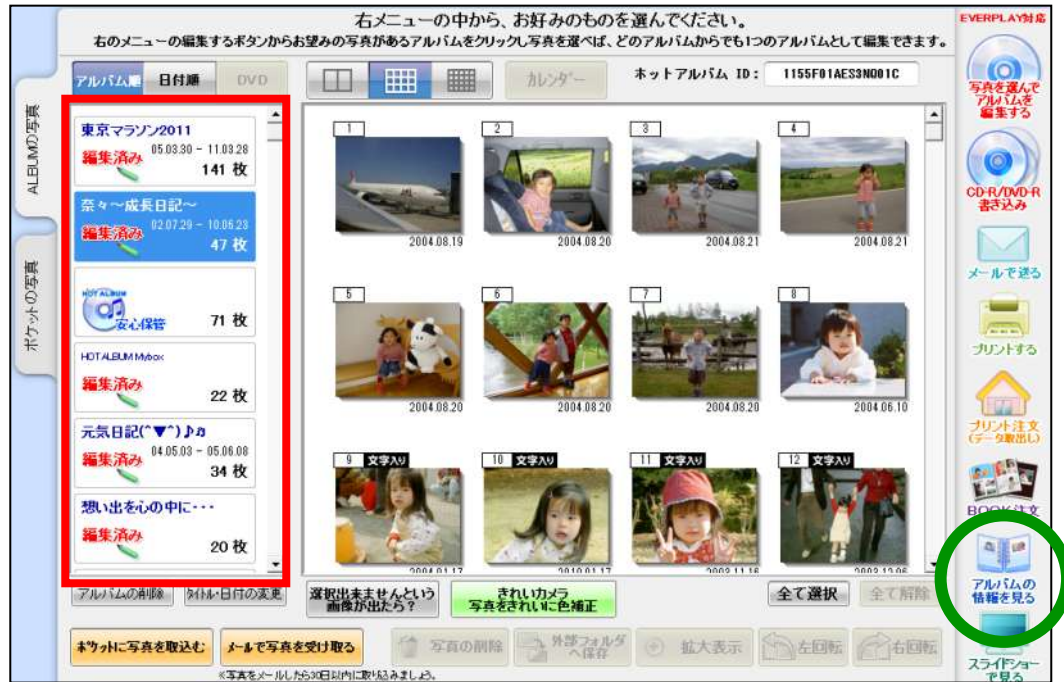 右メニューの中から、お好みのものを選んでください。
右のメニューの編集するボタンからお望みの写真があるアルバムをクリックし写真を選べば、どのアルバムからでも1つのアルバムとして編集できます。
EVERPLAY対応
ALBUMの写真
ポケットの写真
アルバム順 日付順 DVD
カレンダー
ホットアルバム ID: 1155F01AES3NQ01C
東京マラソン2011
編集済み 05.03.30 - 11.03.28
141 枚
奈々~成長日記~
編集済み 02.07.29 - 10.06.23
47 枚
HOT ALBUM
安心保管 71 枚
HOT ALBUM Mybox
編集済み
22 枚
元気日記(^▼^)♪
編集済み 04.05.03 - 05.06.08
34 枚
想い出を心の中に・・・
編集済み
20 枚
1 2 3 4
2004.08.19 2004.08.20 2004.08.21 2004.08.21
5 6 7 8
2004.08.20 2004.08.20 2004.08.20 2004.06.10
9 文字入り 10 文字入り 11 文字入り 12 文字入り
2004.01.17 2010.01.17 2003.11.16 2003.12.06
アルバムの削除 タイトル・日付の変更
選択出来ませんという
画像が出たら?
きれいカメラ
写真をきれいに色補正
全て選択 全て解除
ポケットに写真を取込む メールで写真を受け取る 写真の削除 外部フォルダ
へ保存
拡大表示 左回転 右回転
※写真をメールしたら30日以内に取り込みましょう。
写真を選んで
アルバムを
編集する
CD-R/DVD-R
書き込み
メールで送る
プリントする
プリント注文
(データ取出し)
BOOK注文
アルバムの
情報を見る
スライドショー
で見る